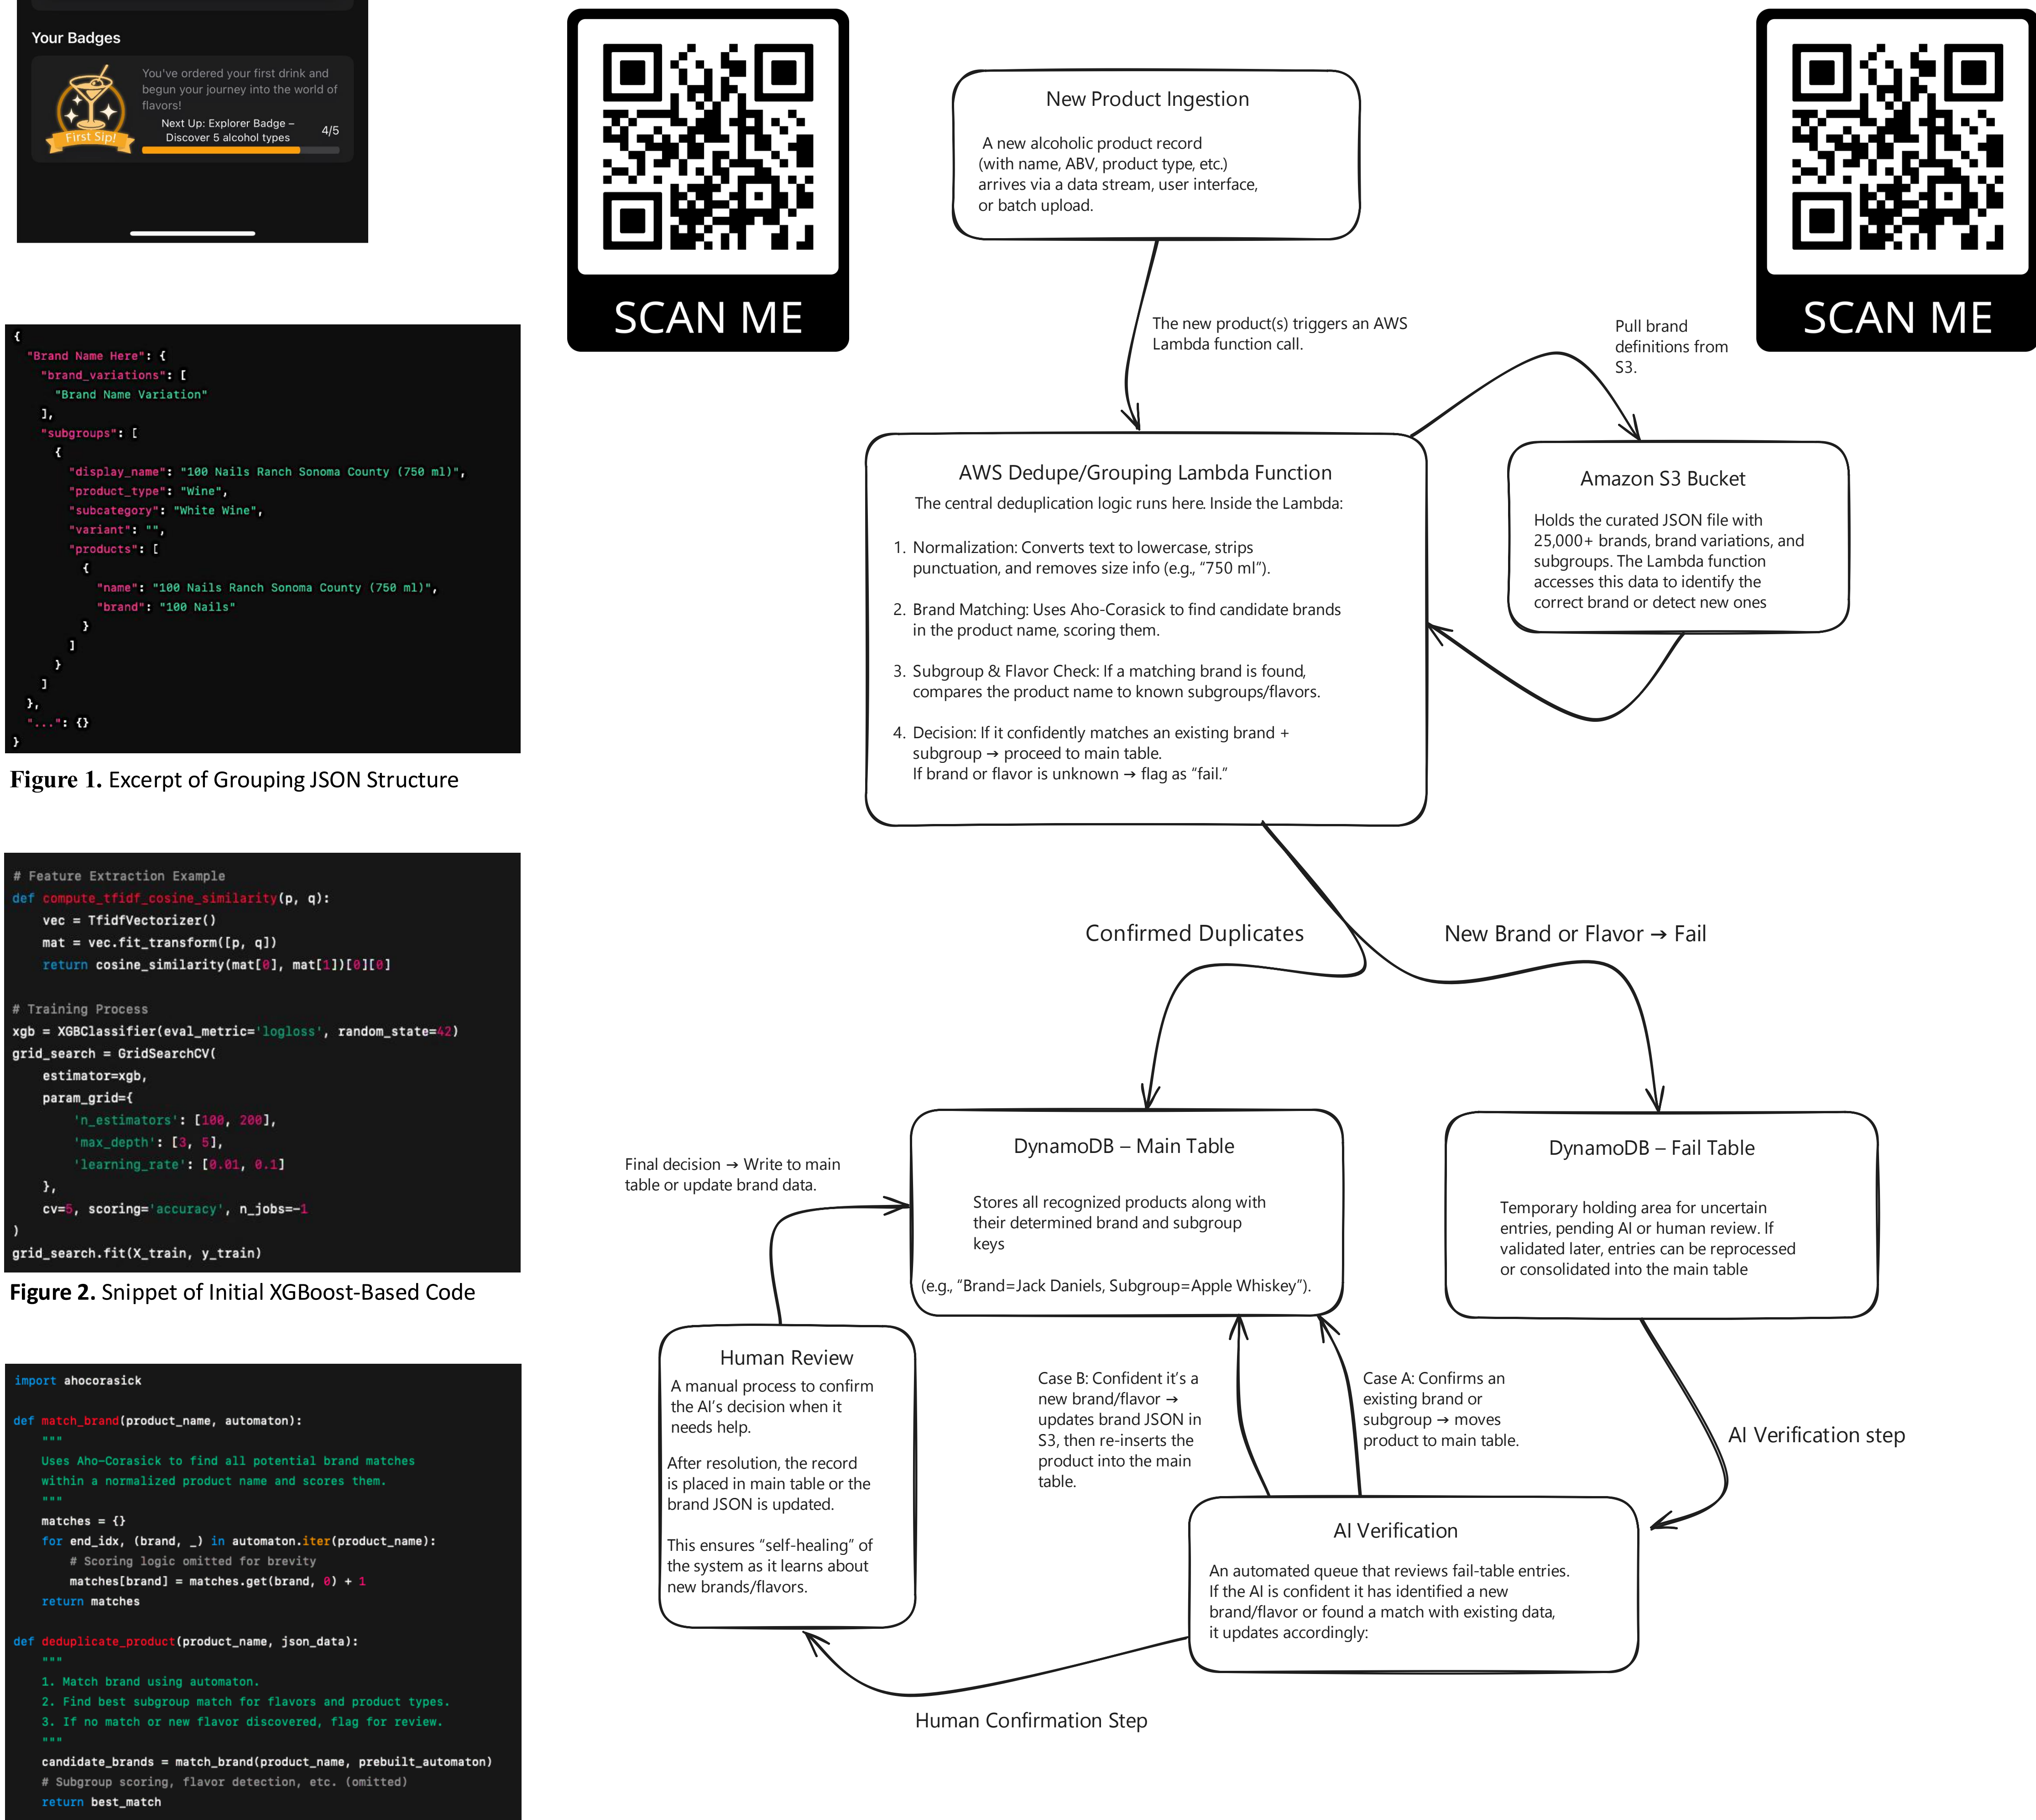 Your Badges
You've ordered your first drink and
begun your journey into the world of
flavors!
Next Up: Explorer Badge –
Discover 5 alcohol types
4/5
First Sip!
{
"Brand Name Here": {
"brand_variations": [
"Brand Name Variation"
],
"subgroups": [
{
"display_name": "100 Nails Ranch Sonoma County (750 ml)",
"product_type": "Wine",
"subcategory": "White Wine",
"variant": "",
"products": [
{
"name": "100 Nails Ranch Sonoma County (750 ml)",
"brand": "100 Nails"
}
]
}
]
},
"...": {}
}
Figure 1. Excerpt of Grouping JSON Structure
# Feature Extraction Example
def compute_tfidf_cosine_similarity(p, q):
vec = TfidfVectorizer()
mat = vec.fit_transform([p, q])
return cosine_similarity(mat[0], mat[1])[0][0]
# Training Process
xgb = XGBClassifier(eval_metric='logloss', random_state=42)
grid_search = GridSearchCV(
estimator=xgb,
param_grid={
'n_estimators': [100, 200],
'max_depth': [3, 5],
'learning_rate': [0.01, 0.1]
},
cv=5, scoring='accuracy', n_jobs=-1
)
grid_search.fit(X_train, y_train)
Figure 2. Snippet of Initial XGBoost-Based Code
import ahocorasick
def match_brand(product_name, automaton):
"""
Uses Aho-Corasick to find all potential brand matches
within a normalized product name and scores them.
"""
matches = {}
for end_idx, (brand, _) in automaton.iter(product_name):
# Scoring logic omitted for brevity
matches[brand] = matches.get(brand, 0) + 1
return matches
def deduplicate_product(product_name, json_data):
"""
1. Match brand using automaton.
2. Find best subgroup match for flavors and product types.
3. If no match or new flavor discovered, flag for review.
"""
candidate_brands = match_brand(product_name, prebuilt_automaton)
# Subgroup scoring, flavor detection, etc. (omitted)
return best_match
SCAN ME
New Product Ingestion
A new alcoholic product record
(with name, ABV, product type, etc.)
arrives via a data stream, user interface,
or batch upload.
SCAN ME
The new product(s) triggers an AWS
Lambda function call.
Pull brand
definitions from
S3.
AWS Dedupe/Grouping Lambda Function
The central deduplication logic runs here. Inside the Lambda:
1. Normalization: Converts text to lowercase, strips
punctuation, and removes size info (e.g., “750 ml”).
2. Brand Matching: Uses Aho-Corasick to find candidate brands
in the product name, scoring them.
3. Subgroup & Flavor Check: If a matching brand is found,
compares the product name to known subgroups/flavors.
4. Decision: If it confidently matches an existing brand +
subgroup → proceed to main table.
If brand or flavor is unknown → flag as “fail.”
Amazon S3 Bucket
Holds the curated JSON file with
25,000+ brands, brand variations, and
subgroups. The Lambda function
accesses this data to identify the
correct brand or detect new ones
Confirmed Duplicates
New Brand or Flavor → Fail
DynamoDB – Main Table
Stores all recognized products along with
their determined brand and subgroup
keys
(e.g., “Brand=Jack Daniels, Subgroup=Apple Whiskey”).
DynamoDB – Fail Table
Temporary holding area for uncertain
entries, pending AI or human review. If
validated later, entries can be reprocessed
or consolidated into the main table
Final decision → Write to main
table or update brand data.
Human Review
A manual process to confirm
the AI’s decision when it
needs help.
After resolution, the record
is placed in main table or the
brand JSON is updated.
This ensures “self-healing” of
the system as it learns about
new brands/flavors.
Case B: Confident it’s a
new brand/flavor →
updates brand JSON in
S3, then re-inserts the
product into the main
table.
Case A: Confirms an
existing brand or
subgroup → moves
product to main table.
AI Verification step
AI Verification
An automated queue that reviews fail-table entries.
If the AI is confident it has identified a new
brand/flavor or found a match with existing data,
it updates accordingly:
Human Confirmation Step